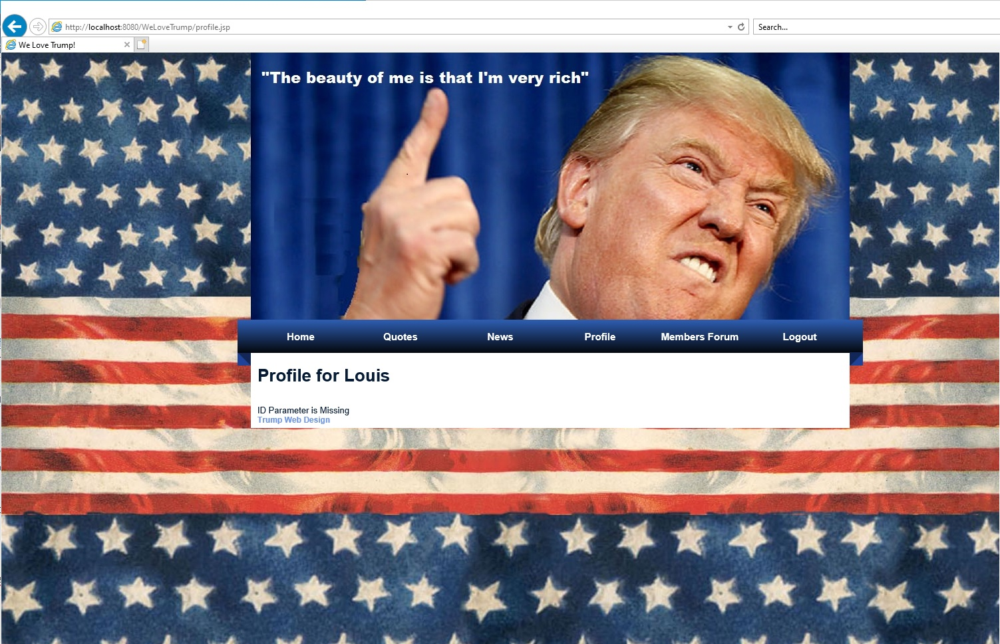 http://localhost:8080/WeLoveTrump/profile.jsp
Search...
We Love Trump!
"The beauty of me is that I'm very rich"
Home Quotes News Profile Members Forum Logout
Profile for Louis
ID Parameter is Missing
Trump Web Design